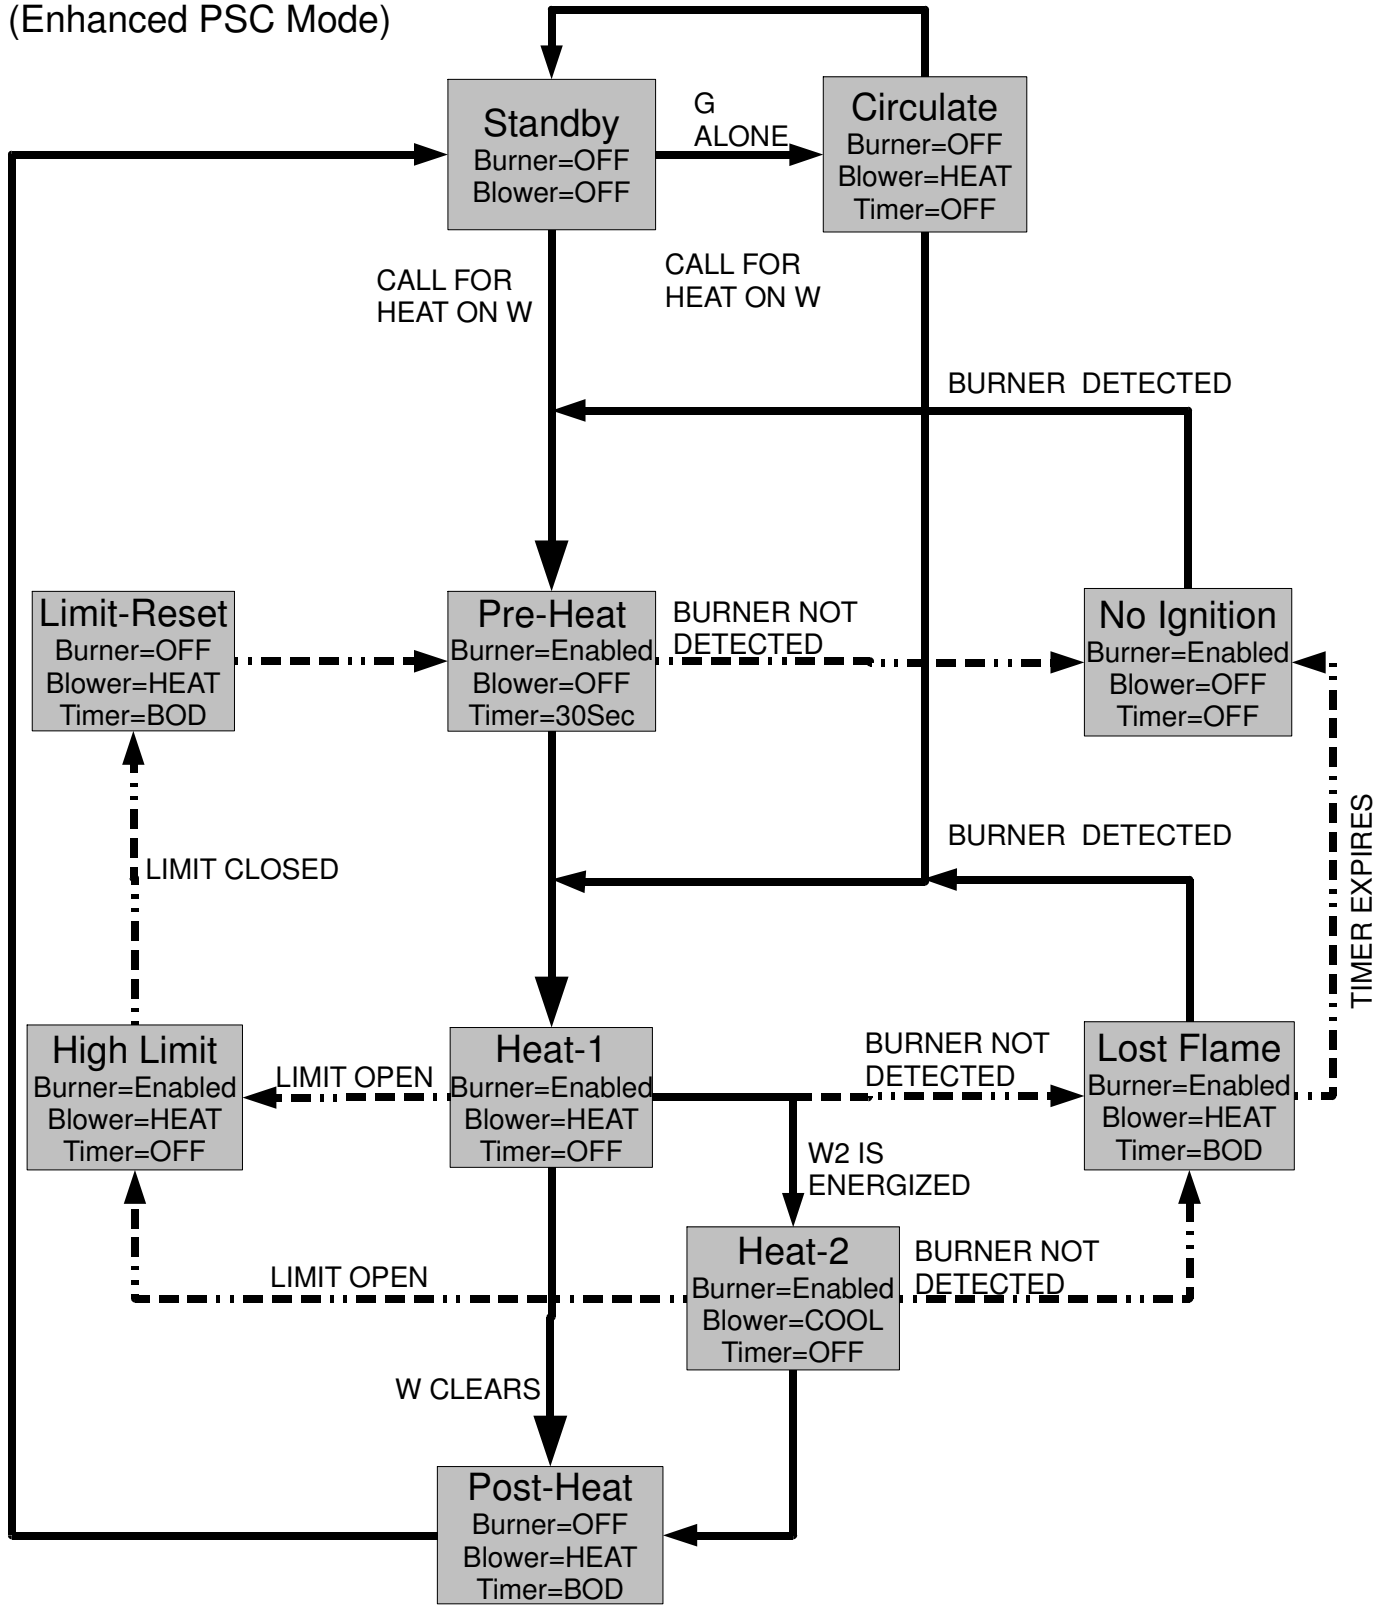 (Enhanced PSC Mode)
Standby
Burner=OFF
Blower=OFF
G
ALONE
Circulate
Burner=OFF
Blower=HEAT
Timer=OFF
CALL FOR
HEAT ON W
CALL FOR
HEAT ON W
BURNER DETECTED
Limit-Reset
Burner=OFF
Blower=HEAT
Timer=BOD
Pre-Heat
Burner=Enabled
Blower=OFF
Timer=30Sec
BURNER NOT
DETECTED
No Ignition
Burner=Enabled
Blower=OFF
Timer=OFF
LIMIT CLOSED
BURNER DETECTED
TIMER EXPIRES
High Limit
Burner=Enabled
Blower=HEAT
Timer=OFF
LIMIT OPEN
Heat-1
Burner=Enabled
Blower=HEAT
Timer=OFF
BURNER NOT
DETECTED
Lost Flame
Burner=Enabled
Blower=HEAT
Timer=BOD
W2 IS
ENERGIZED
LIMIT OPEN
Heat-2
Burner=Enabled
Blower=COOL
Timer=OFF
BURNER NOT
DETECTED
W CLEARS
Post-Heat
Burner=OFF
Blower=HEAT
Timer=BOD